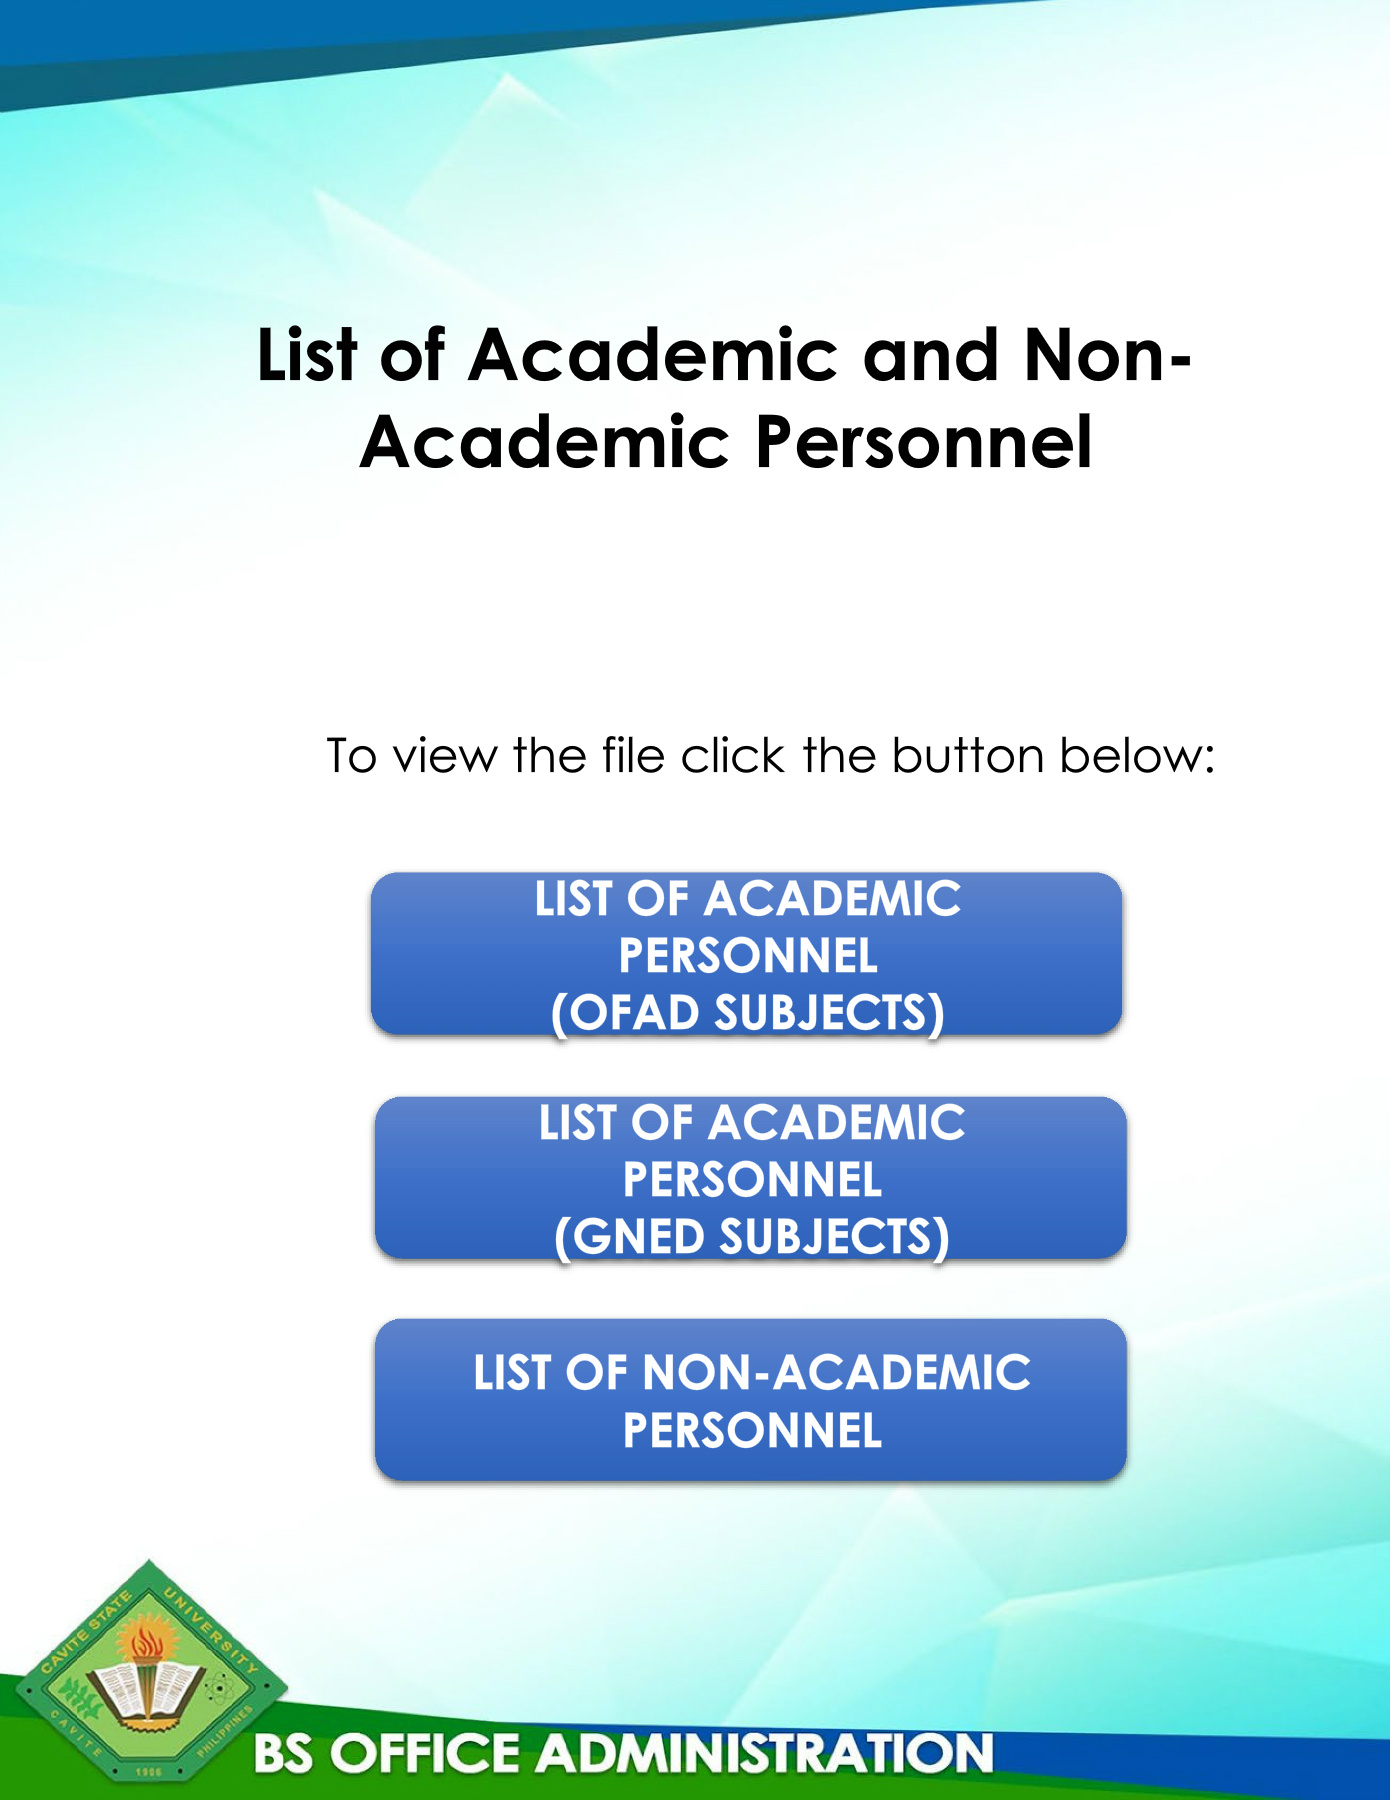 List of Academic and Non-
Academic Personnel
To view the file click the button below:
LIST OF ACADEMIC
PERSONNEL
(OFAD SUBJECTS)
LIST OF ACADEMIC
PERSONNEL
(GNED SUBJECTS)
LIST OF NON-ACADEMIC
PERSONNEL
CAVITE STATE UNIVERSITY
CAVITE
1906
PHILIPPINES
BS OFFICE ADMINISTRATION